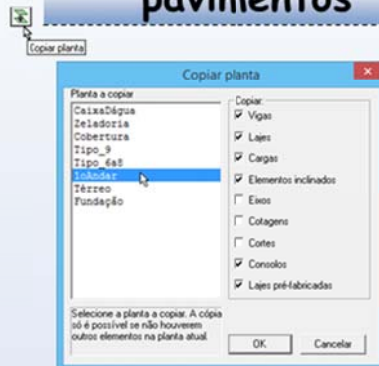 pavimentos
Copiar planta
Copiar planta
Planta a copiar
CaixaDágua
Zeladoria
Cobertura
Tipo_9
Tipo_6a8
1oAndar
Térreo
Fundação
Selecione a planta a copiar. A cópia
só é possível se não houverem
outros elementos na planta atual
Copiar:
Vigas
Lajes
Cargas
Elementos inclinados
Eixos
Cotagens
Cortes
Consolos
Lajes pré-fabricadas
OK
Cancelar